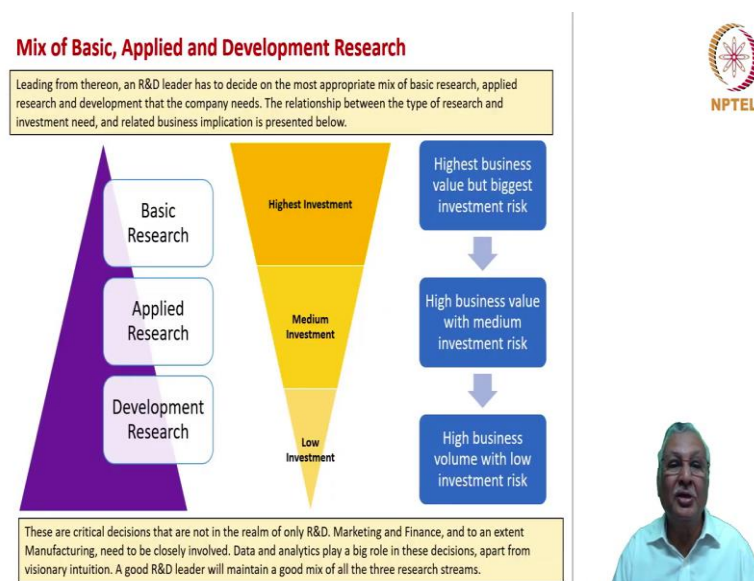 Mix of Basic, Applied and Development Research
Leading from thereon, an R&D leader has to decide on the most appropriate mix of basic research, applied
research and development that the company needs. The relationship between the type of research and
investment need, and related business implication is presented below.
NPTEL
Basic
Research
Applied
Research
Development
Research
Highest Investment
Medium
Investment
Low
Investment
Highest business
value but biggest
investment risk
High business value
with medium
investment risk
High business
volume with low
investment risk
These are critical decisions that are not in the realm of only R&D. Marketing and Finance, and to an extent
Manufacturing, need to be closely involved. Data and analytics play a big role in these decisions, apart from
visionary intuition. A good R&D leader will maintain a good mix of all the three research streams.